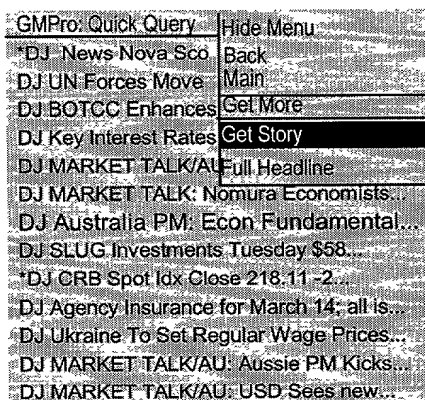 GMPro: Quick Query
*DJ News Nova Sco
DJ UN Forces Move
DJ BOTCC Enhances
DJ Key Interest Rates
DJ MARKET TALK/AU
DJ MARKET TALK: Nomura Economists...
DJ Australia PM: Econ Fundamental...
DJ SLUG Investments Tuesday $58...
*DJ CRB Spot Idx Close 218.11 -2...
DJ Agency Insurance for March 14; all is...
DJ Ukraine To Set Regular Wage Prices...
DJ MARKET TALK/AU: Aussie PM Kicks...
DJ MARKET TALK/AU: USD Sees new...
Hide Menu
Back
Main
Get More
Get Story
Full Headline